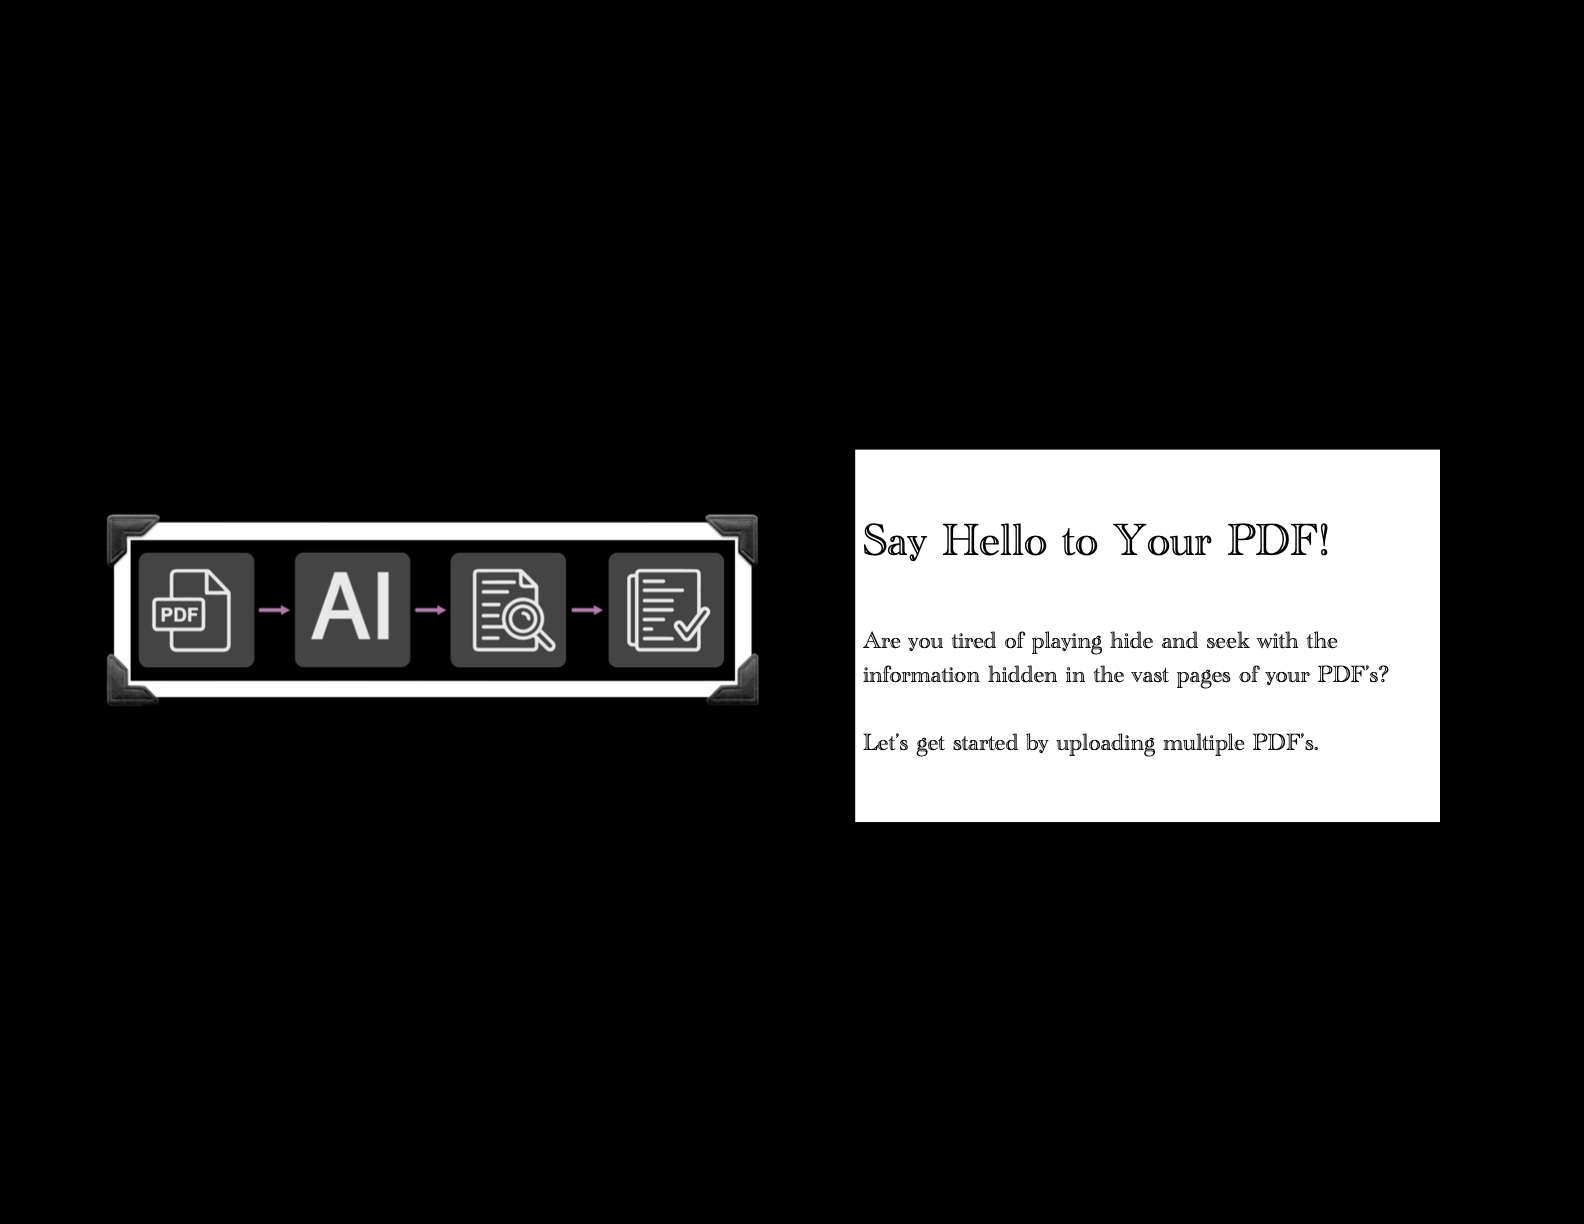 PDF
AI
Say Hello to Your PDF!
Are you tired of playing hide and seek with the
information hidden in the vast pages of your PDF's?
Let's get started by uploading multiple PDF's.